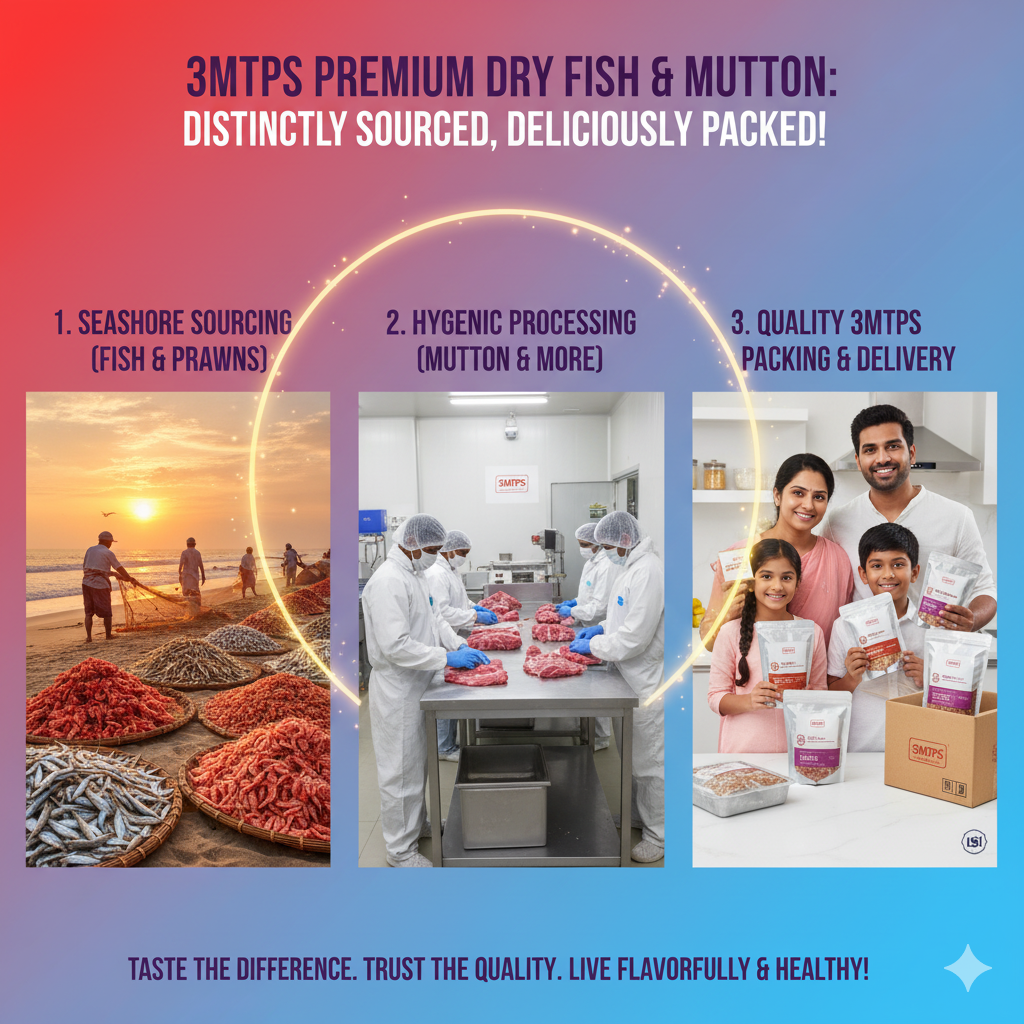 3MTPS PREMIUM DRY FISH & MUTTON:
DISTINCTLY SOURCED, DELICIOUSLY PACKED!
1. SEASHORE SOURCING
(FISH & PRAWNS)
2. HYGENIC PROCESSING
(MUTTON & MORE)
3. QUALITY 3MTPS
PACKING & DELIVERY
3MTPS
3MTPS
TASTE THE DIFFERENCE. TRUST THE QUALITY. LIVE FLAVORFULLY & HEALTHY!